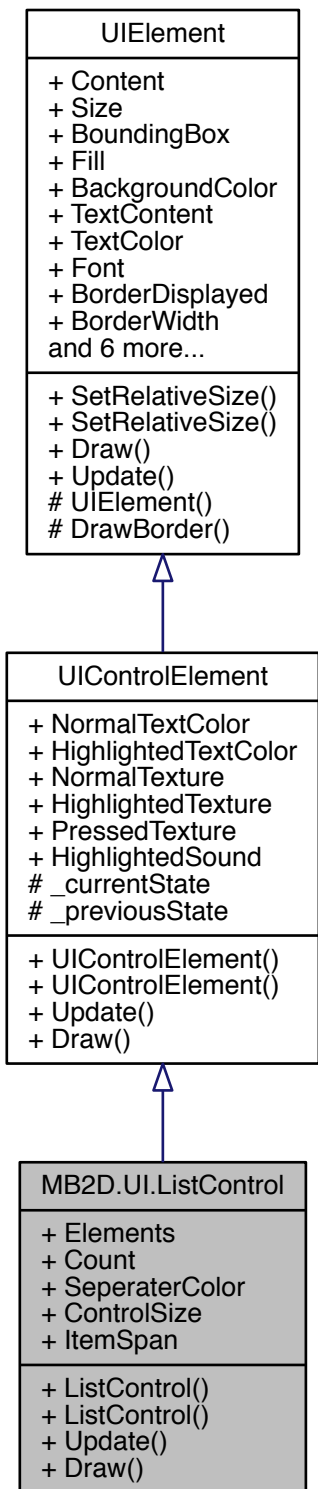 UIElement
+ Content
+ Size
+ BoundingBox
+ Fill
+ BackgroundColor
+ TextContent
+ TextColor
+ Font
+ BorderDisplayed
+ BorderWidth
and 6 more...
+ SetRelativeSize()
+ SetRelativeSize()
+ Draw()
+ Update()
# UIElement()
# DrawBorder()
UIControlElement
+ NormalTextColor
+ HighlightedTextColor
+ NormalTexture
+ HighlightedTexture
+ PressedTexture
+ HighlightedSound
# _currentState
# _previousState
+ UIControlElement()
+ UIControlElement()
+ Update()
+ Draw()
MB2D.UI.ListControl
+ Elements
+ Count
+ SeperaterColor
+ ControlSize
+ ItemSpan
+ ListControl()
+ ListControl()
+ Update()
+ Draw()